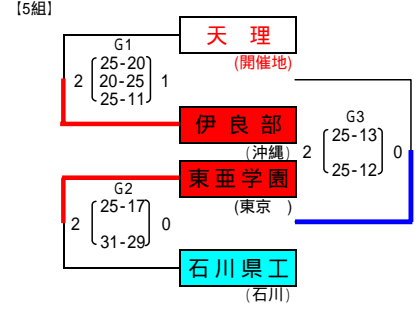 【5組】
天 理
(開催地)
G1
2 25-20 1
20-25
25-11
伊 良 部
(沖縄)
G3
2 25-13 0
25-12
東 亜 学 園
(東京 )
G2
2 25-17 0
31-29
石 川 県 工
(石川)